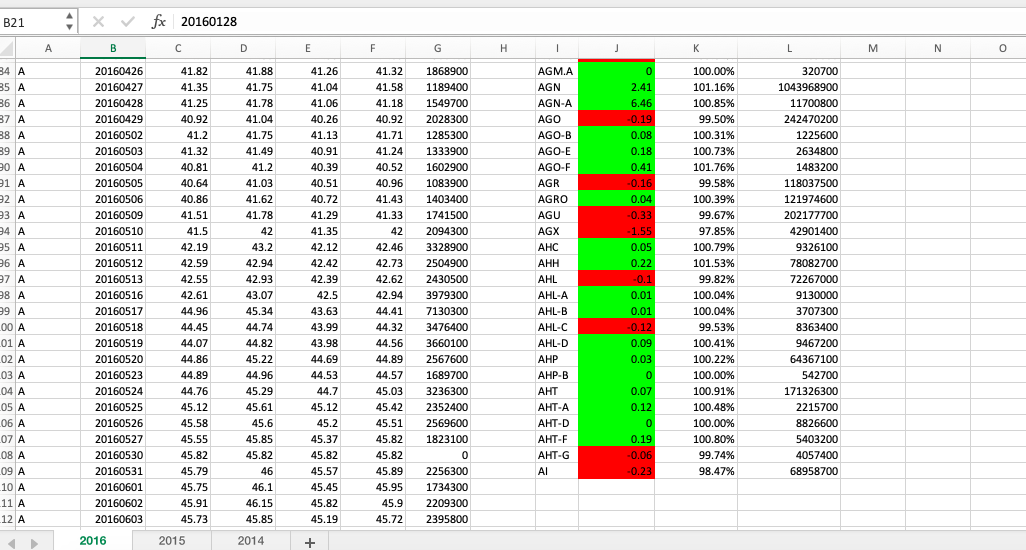 B21 fx 20160128
A B C D E F G H I J K L M N O
84 A 20160426 41.82 41.88 41.26 41.32 1868900 AGM.A 0 100.00% 320700
85 A 20160427 41.35 41.75 41.04 41.58 1189400 AGN 2.41 101.16% 1043968900
86 A 20160428 41.25 41.78 41.06 41.18 1549700 AGN-A 6.46 100.85% 11700800
87 A 20160429 40.92 41.04 40.26 40.92 2028300 AGO -0.19 99.50% 242470200
88 A 20160502 41.2 41.75 41.13 41.71 1285300 AGO-B 0.08 100.31% 1225600
89 A 20160503 41.32 41.49 40.91 41.24 1333900 AGO-E 0.18 100.73% 2634800
90 A 20160504 40.81 41.2 40.39 40.52 1602900 AGO-F 0.41 101.76% 1483200
91 A 20160505 40.64 41.03 40.51 40.96 1083900 AGR -0.16 99.58% 118037500
92 A 20160506 40.86 41.62 40.72 41.43 1403400 AGRO 0.04 100.39% 121974600
93 A 20160509 41.51 41.78 41.29 41.33 1741500 AGU -0.33 99.67% 202177700
94 A 20160510 41.5 42 41.35 42 2094300 AGX -1.55 97.85% 42901400
95 A 20160511 42.19 43.2 42.12 42.46 3328900 AHC 0.05 100.79% 9326100
96 A 20160512 42.59 42.94 42.42 42.73 2504900 AHH 0.22 101.53% 78082700
97 A 20160513 42.55 42.93 42.39 42.62 2430500 AHL -0.1 99.82% 72267000
98 A 20160516 42.61 43.07 42.5 42.94 3979300 AHL-A 0.01 100.04% 9130000
99 A 20160517 44.96 45.34 43.63 44.41 7130300 AHL-B 0.01 100.04% 3707300
00 A 20160518 44.45 44.74 43.99 44.32 3476400 AHL-C -0.12 99.53% 8363400
01 A 20160519 44.07 44.82 43.98 44.56 3660100 AHL-D 0.09 100.41% 9467200
02 A 20160520 44.86 45.22 44.69 44.89 2567600 AHP 0.03 100.22% 64367100
03 A 20160523 44.89 44.96 44.53 44.57 1689700 AHP-B 0 100.00% 542700
04 A 20160524 44.76 45.29 44.7 45.03 3236300 AHT 0.07 100.91% 171326300
05 A 20160525 45.12 45.61 45.12 45.42 2352400 AHT-A 0.12 100.48% 2215700
06 A 20160526 45.58 45.6 45.2 45.51 2569600 AHT-D 0 100.00% 8826600
07 A 20160527 45.55 45.85 45.37 45.82 1823100 AHT-F 0.19 100.80% 5403200
08 A 20160530 45.82 45.82 45.82 45.82 0 AHT-G -0.06 99.74% 4057400
09 A 20160531 45.79 46 45.57 45.89 2256300 AI -0.23 98.47% 68958700
10 A 20160601 45.75 46.1 45.45 45.95 1734300
11 A 20160602 45.91 46.15 45.82 45.9 2209300
12 A 20160603 45.73 45.85 45.19 45.72 2395800
2016 2015 2014 +